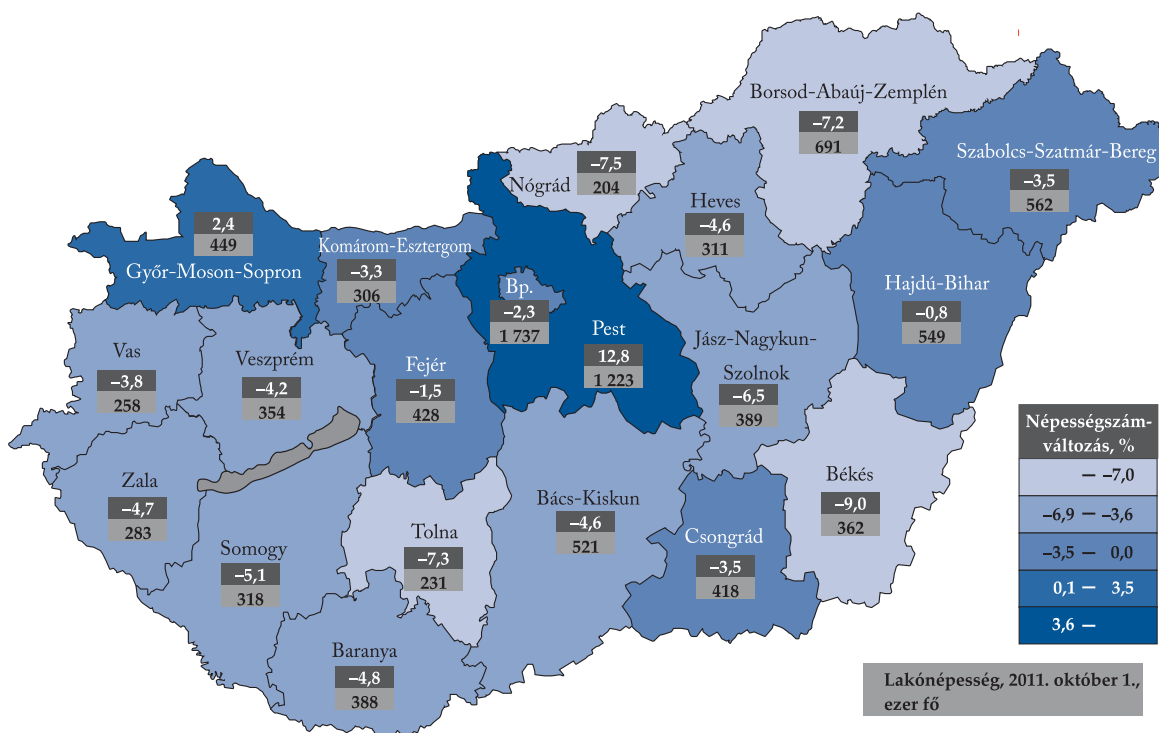 Borsod-Abaúj-Zemplén
−7,2
691
Szabolcs-Szatmár-Bereg
−3,5
562
Nógrád
−7,5
204
Heves
−4,6
311
2,4
449
Győr-Moson-Sopron
Komárom-Esztergom
−3,3
306
Hajdú-Bihar
−0,8
549
Bp.
−2,3
1 737
Pest
12,8
1 223
Jász-Nagykun-
Szolnok
−6,5
389
Vas
−3,8
258
Veszprém
−4,2
354
Fejér
−1,5
428
Zala
−4,7
283
Somogy
−5,1
318
Tolna
−7,3
231
Bács-Kiskun
−4,6
521
Csongrád
−3,5
418
Békés
−9,0
362
Baranya
−4,8
388
Népességszám-
változás, %
— −7,0
−6,9 — −3,6
−3,5 — 0,0
0,1 — 3,5
3,6 —
Lakónépesség, 2011. október 1.,
ezer fő